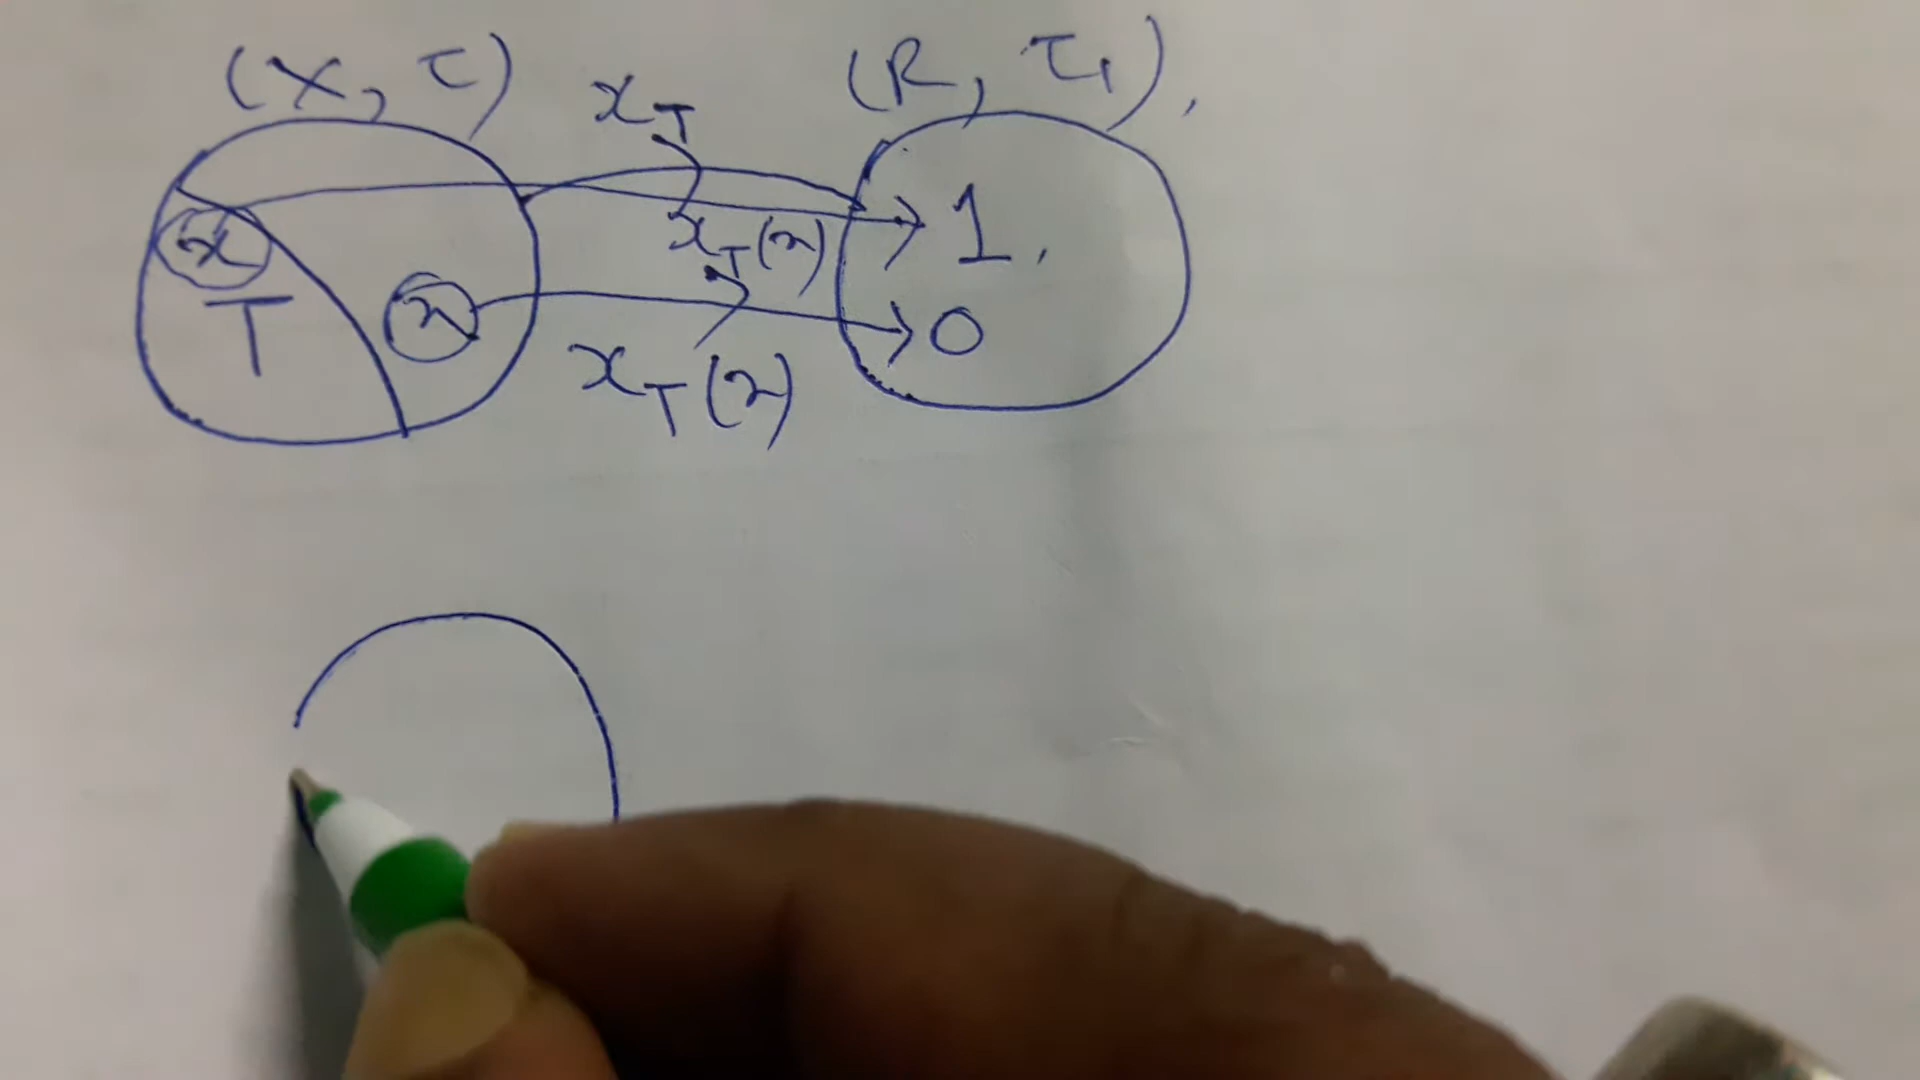 (X, τ) x_T (R, τ₁),
x x_T(x) 1,
T x 0
x_T(x)